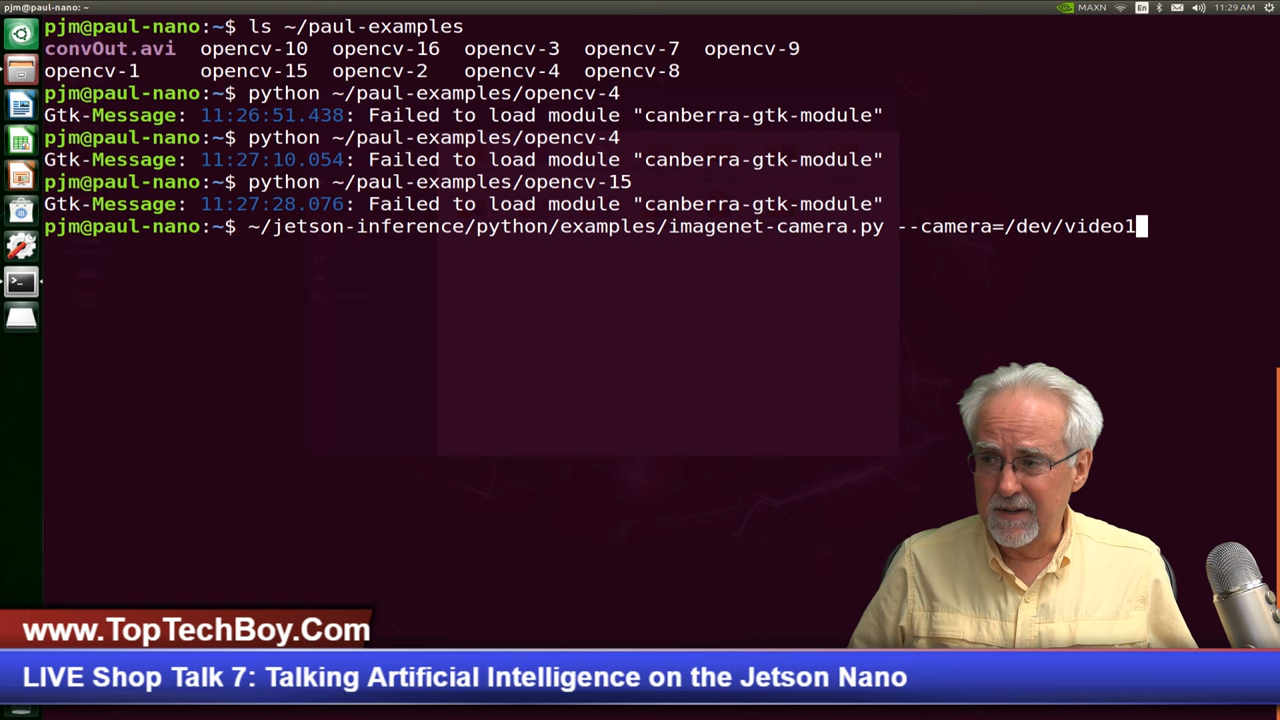 pjm@paul-nano: ~
MAXN En 11:29 AM
pjm@paul-nano:~$ ls ~/paul-examples
convOut.avi opencv-10 opencv-16 opencv-3 opencv-7 opencv-9
opencv-1 opencv-15 opencv-2 opencv-4 opencv-8
pjm@paul-nano:~$ python ~/paul-examples/opencv-4
Gtk-Message: 11:26:51.438: Failed to load module "canberra-gtk-module"
pjm@paul-nano:~$ python ~/paul-examples/opencv-4
Gtk-Message: 11:27:10.054: Failed to load module "canberra-gtk-module"
pjm@paul-nano:~$ python ~/paul-examples/opencv-15
Gtk-Message: 11:27:28.076: Failed to load module "canberra-gtk-module"
pjm@paul-nano:~$ ~/jetson-inference/python/examples/imagenet-camera.py --camera=/dev/video1
www.TopTechBoy.Com
LIVE Shop Talk 7: Talking Artificial Intelligence on the Jetson Nano